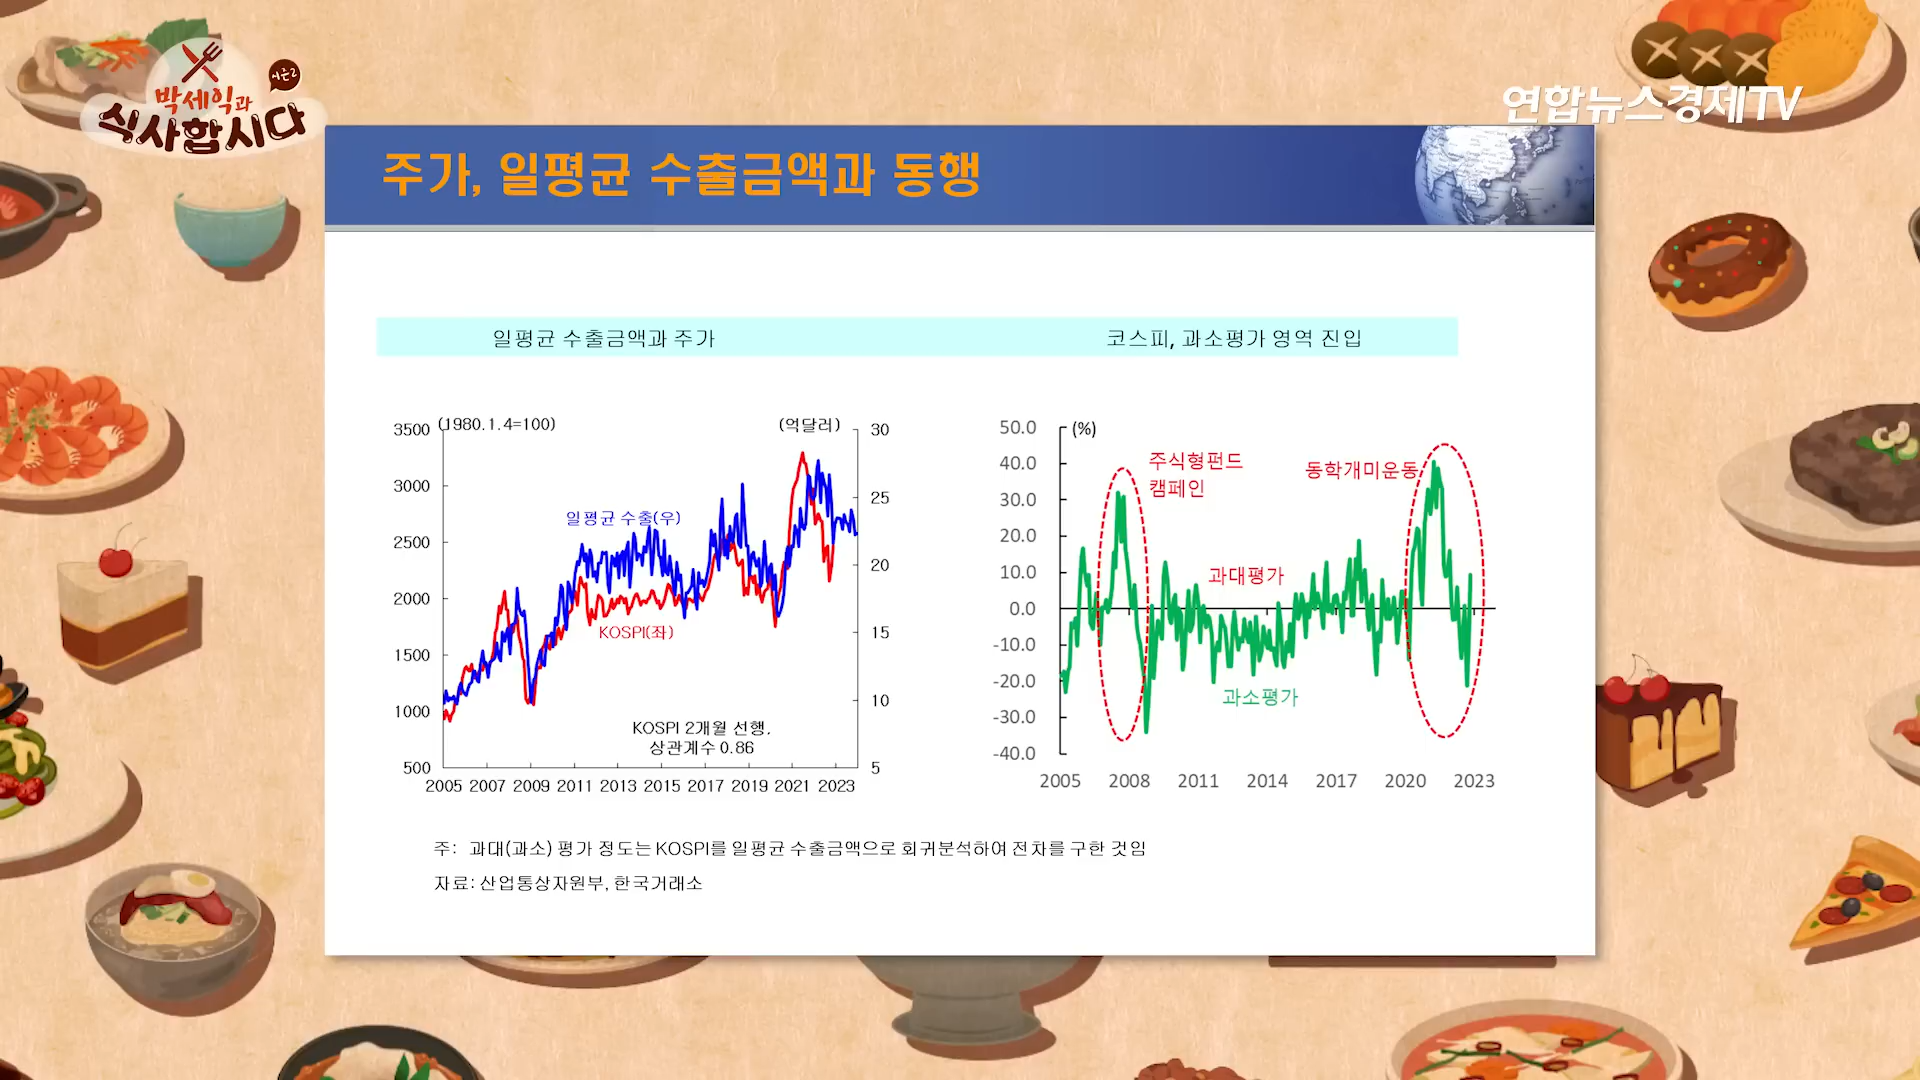 박세익과
시즌2
식사합시다
연합뉴스경제TV
주가, 일평균 수출금액과 동행
일평균 수출금액과 주가
코스피, 과소평가 영역 진입
(1980.1.4=100)
(억달러)
3500
3000
2500
2000
1500
1000
500
30
25
20
15
10
5
일평균 수출(우)
KOSPI(좌)
KOSPI 2개월 선행.
상관계수 0.86
2005 2007 2009 2011 2013 2015 2017 2019 2021 2023
(%)
50.0
40.0
30.0
20.0
10.0
0.0
-10.0
-20.0
-30.0
-40.0
주식형펀드
캠페인
동학개미운동
과대평가
과소평가
2005 2008 2011 2014 2017 2020 2023
주: 과대(과소) 평가 정도는 KOSPI를 일평균 수출금액으로 회귀분석하여 전차를 구한 것임
자료: 산업통상자원부, 한국거래소